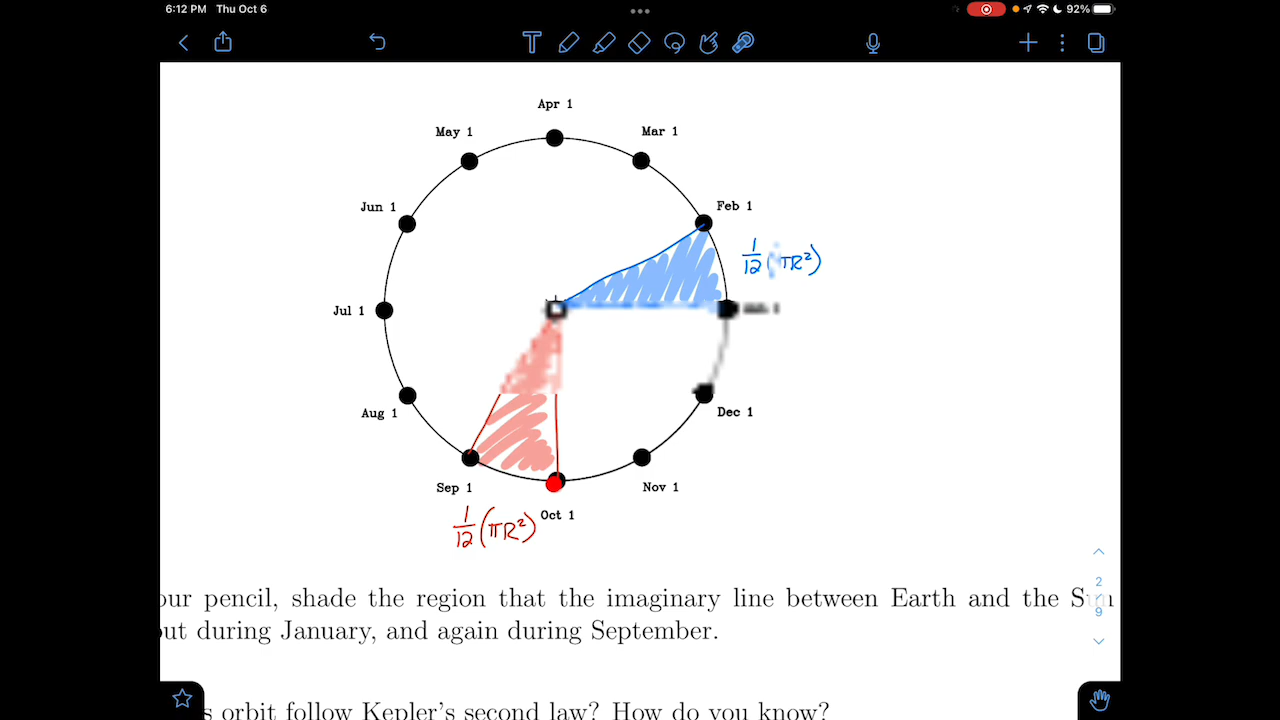 6:12 PM Thu Oct 6
92%
Apr 1
May 1
Mar 1
Jun 1
Feb 1
1/12 (πR²)
Jul 1
Aug 1
Dec 1
Sep 1
Nov 1
Oct 1
1/12 (πR²)
2
9
our pencil, shade the region that the imaginary line between Earth and the Sun
out during January, and again during September.
s orbit follow Kepler's second law? How do you know?